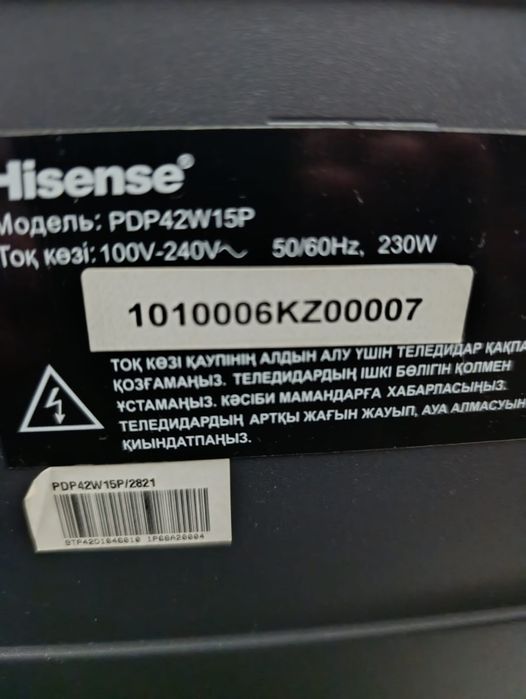 Hisense®
Модель: PDP42W15P
Тоқ көзі: 100V-240V~ 50/60Hz, 230W
1010006KZ00007
ТОҚ КӨЗІ ҚАУПІНІҢ АЛДЫН АЛУ ҮШІН ТЕЛЕДИДАР ҚАҚПА
ҚОЗҒАМАҢЫЗ. ТЕЛЕДИДАРДЫҢ ІШКІ БӨЛІГІН ҚОЛМЕН
ҰСТАМАҢЫЗ. КӘСІБИ МАМАНДАРҒА ХАБАРЛАСЫҢЫЗ.
ТЕЛЕДИДАРДЫҢ АРТҚЫ ЖАҒЫН ЖАУЫП, АУА АЛМАСУЫН
ҚИЫНДАТПАҢЫЗ.
PDP42W15P/2821